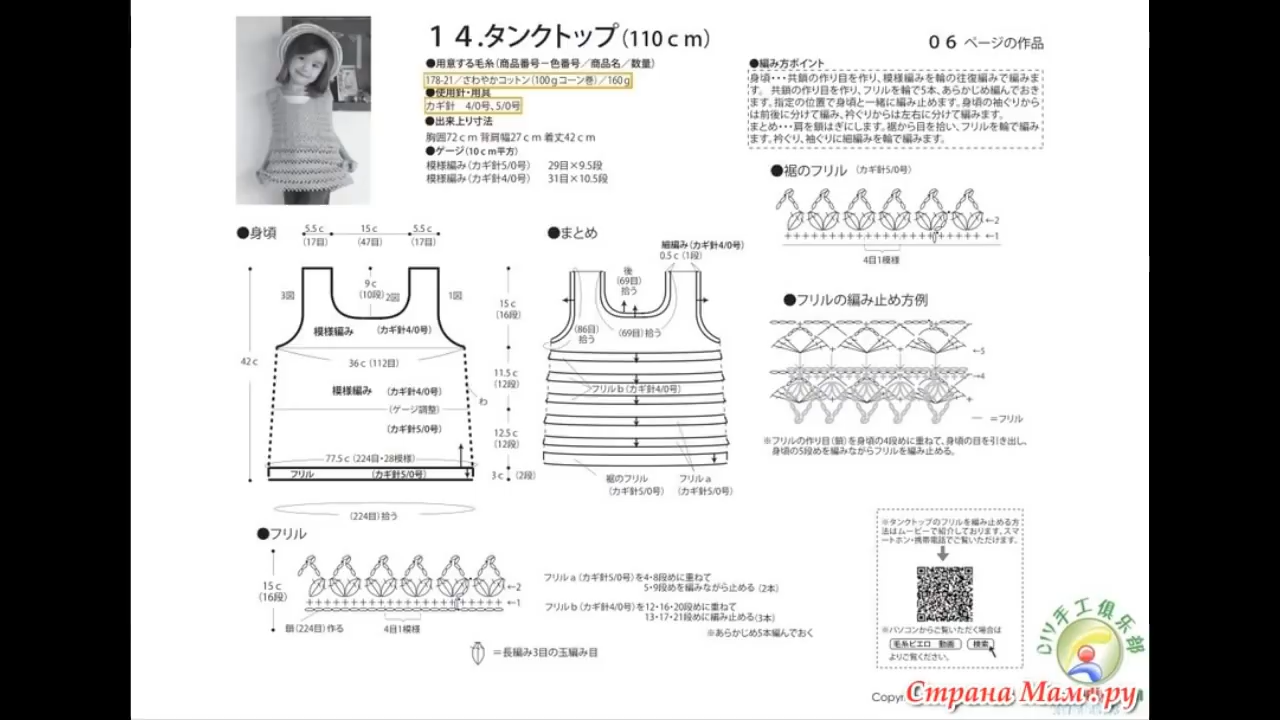 14.タンクトップ(110ｃｍ)
06 ページの作品
●用意する毛糸(商品番号－色番号／商品名／数量)
178-21／さわやかコットン(100ｇコーン巻)／160ｇ
●使用針・用具
カギ針　4/0号、5/0号
●出来上り寸法
胸囲72ｃｍ 背肩幅27ｃｍ 着丈42ｃｍ
●ゲージ(10ｃｍ平方)
模様編み(カギ針5/0号)　29目×9.5段
模様編み(カギ針4/0号)　31目×10.5段
●編み方ポイント
身頃・・・共鎖の作り目を作り、模様編みを輪の往復編みで編みま
す。 共鎖の作り目を作り、フリルを輪で5本、あらかじめ編んでおき
ます。指定の位置で身頃と一緒に編み止めます。身頃の袖ぐりから
は前後に分けて編み、衿ぐりからは左右に分けて編みます。
まとめ・・・肩を鎖はぎにします。裾から目を拾い、フリルを輪で編み
ます。衿ぐり、袖ぐりに細編みを輪で編みます。
●裾のフリル (カギ針5/0号)
←2
←1
4目1模様
●身頃
5.5ｃ
(17目)
15ｃ
(47目)
5.5ｃ
(17目)
9ｃ
(10段)
3図
2図
1図
模様編み (カギ針4/0号)
36ｃ(112目)
模様編み (カギ針4/0号)
(ゲージ調整)
(カギ針5/0号)
わ
77.5ｃ(224目・28模様)
フリル (カギ針5/0号)
(224目)拾う
42ｃ
15ｃ
(16段)
11.5ｃ
(12段)
12.5ｃ
(12段)
3ｃ (2段)
●まとめ
細編み(カギ針4/0号)
0.5ｃ(1段)
後
(69目)
拾う
(86目)
拾う
(69目)拾う
フリルb(カギ針4/0号)
裾のフリル
(カギ針5/0号)
フリルa
(カギ針5/0号)
●フリルの編み止め方例
←5
→4
＝フリル
※フリルの作り目(鎖)を身頃の4段めに重ねて、身頃の目を引き出し、
身頃の5段めを編みながらフリルを編み止める。
●フリル
15ｃ
(16段)
←2
←1
鎖(224目)作る
4目1模様
フリルa(カギ針5/0号)を4・8段めに重ねて
5・9段めを編みながら止める(2本)
フリルb(カギ針4/0号)を12・16・20段めに重ねて
13・17・21段めに編み止める(3本)
※あらかじめ5本編んでおく
＝長編み3目の玉編み目
※タンクトップのフリルを編み止める方
法はムービーで紹介しております。スマ
ートホン・携帯電話でご覧いただけます。
※パソコンからご覧いただく場合は
毛糸ピエロ 動画 検索
よりご覧ください。
DIY手工俱乐部
Страна Мам.ру